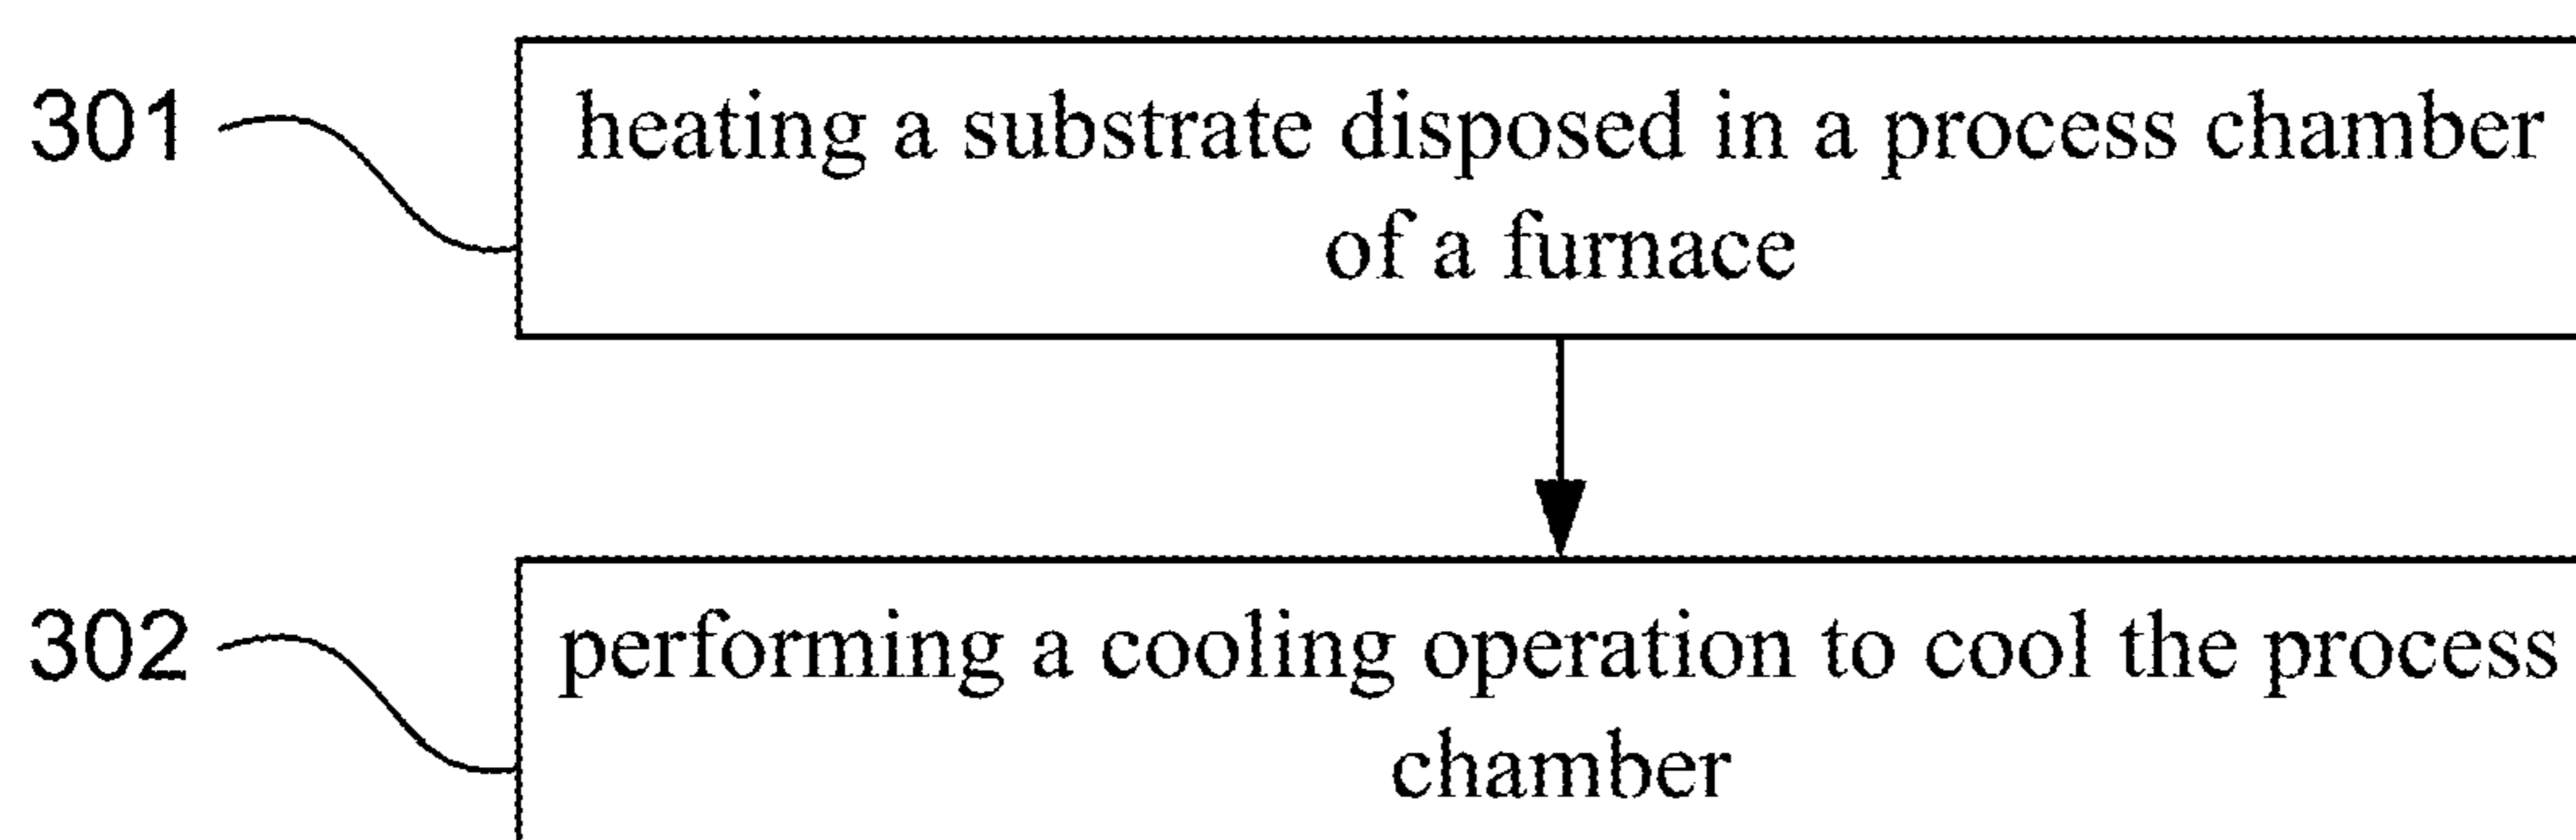 301
heating a substrate disposed in a process chamber
of a furnace
302
performing a cooling operation to cool the process
chamber